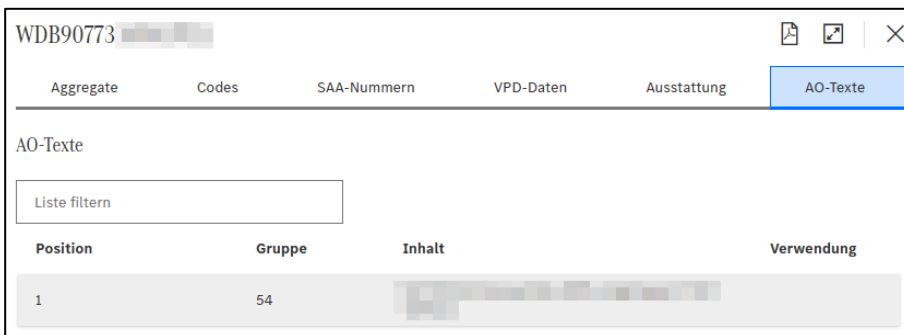 WDB90773
Aggregate Codes SAA-Nummern VPD-Daten Ausstattung AO-Texte
AO-Texte
Liste filtern
Position Gruppe Inhalt Verwendung
1 54